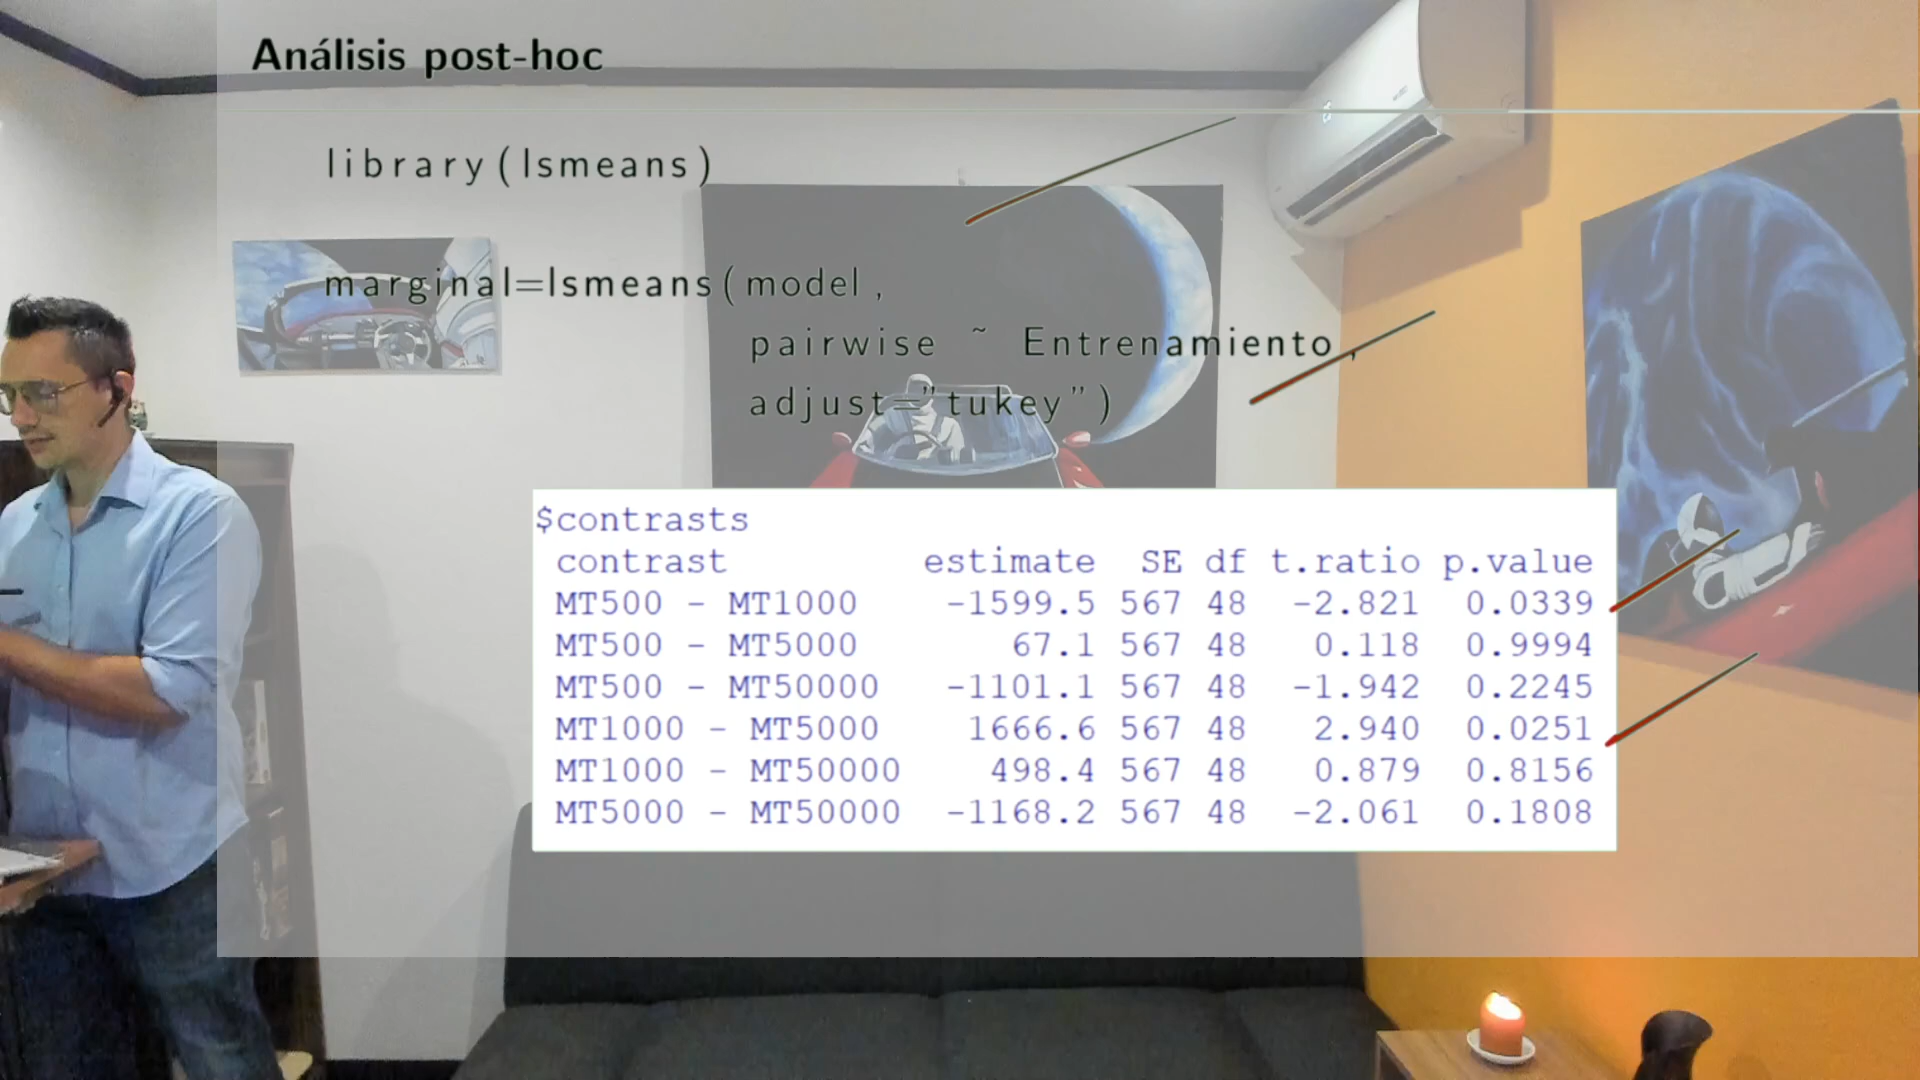 Análisis post-hoc
library(lsmeans)
marginal=lsmeans(model,
pairwise ~ Entrenamiento,
adjust="tukey")
$contrasts
contrast estimate SE df t.ratio p.value
MT500 - MT1000 -1599.5 567 48 -2.821 0.0339
MT500 - MT5000 67.1 567 48 0.118 0.9994
MT500 - MT50000 -1101.1 567 48 -1.942 0.2245
MT1000 - MT5000 1666.6 567 48 2.940 0.0251
MT1000 - MT50000 498.4 567 48 0.879 0.8156
MT5000 - MT50000 -1168.2 567 48 -2.061 0.1808